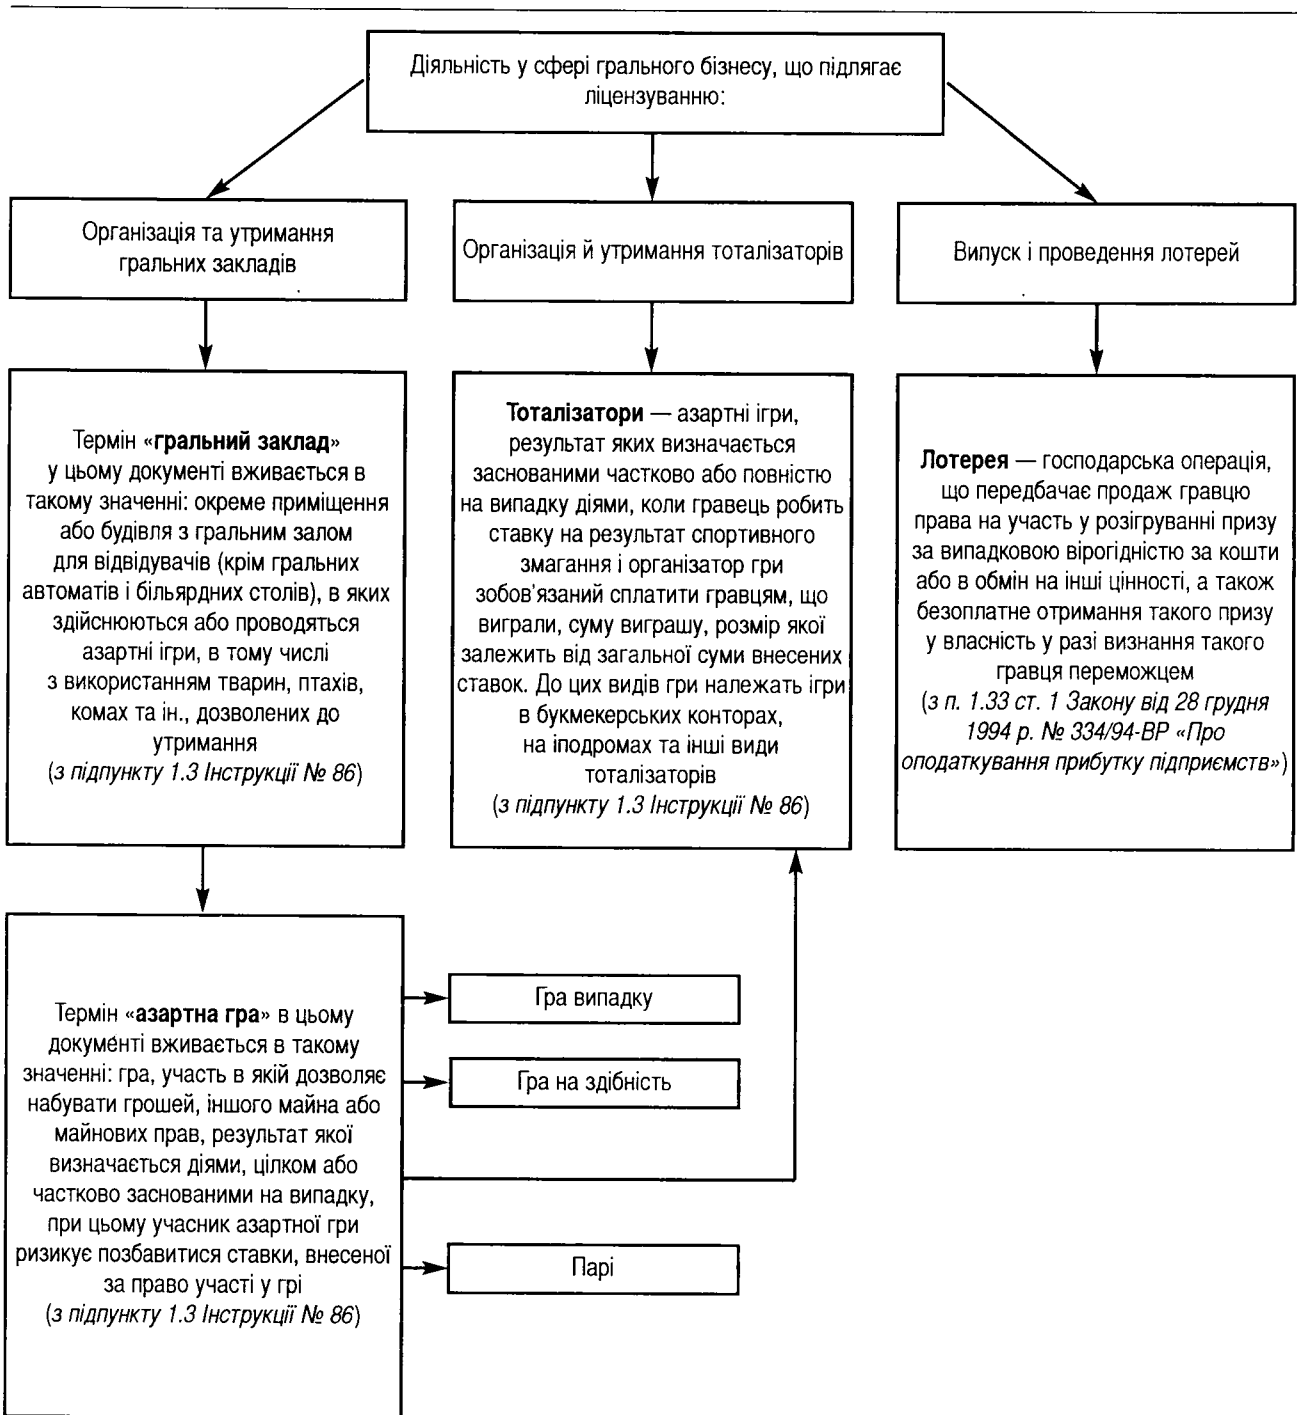 Діяльність у сфері грального бізнесу, що підлягає
ліцензуванню:
Організація та утримання
гральних закладів
Організація й утримання тоталізаторів
Випуск і проведення лотерей
Термін «гральний заклад»
у цьому документі вживається в
такому значенні: окреме приміщення
або будівля з гральним залом
для відвідувачів (крім гральних
автоматів і більярдних столів), в яких
здійснюються або проводяться
азартні ігри, в тому числі
з використанням тварин, птахів,
комах та ін., дозволених до
утримання
(з підпункту 1.3 Інструкції № 86)
Тоталізатори — азартні ігри,
результат яких визначається
заснованими частково або повністю
на випадку діями, коли гравець робить
ставку на результат спортивного
змагання і організатор гри
зобов'язаний сплатити гравцям, що
виграли, суму виграшу, розмір якої
залежить від загальної суми внесених
ставок. До цих видів гри належать ігри
в букмекерських конторах,
на іподромах та інші види
тоталізаторів
(з підпункту 1.3 Інструкції № 86)
Лотерея — господарська операція,
що передбачає продаж гравцю
права на участь у розігруванні призу
за випадковою вірогідністю за кошти
або в обмін на інші цінності, а також
безоплатне отримання такого призу
у власність у разі визнання такого
гравця переможцем
(з п. 1.33 ст. 1 Закону від 28 грудня
1994 р. № 334/94-ВР «Про
оподаткування прибутку підприємств»)
Термін «азартна гра» в цьому
документі вживається в такому
значенні: гра, участь в якій дозволяє
набувати грошей, іншого майна або
майнових прав, результат якої
визначається діями, цілком або
частково заснованими на випадку,
при цьому учасник азартної гри
ризикує позбавитися ставки, внесеної
за право участі у грі
(з підпункту 1.3 Інструкції № 86)
Гра випадку
Гра на здібність
Парі